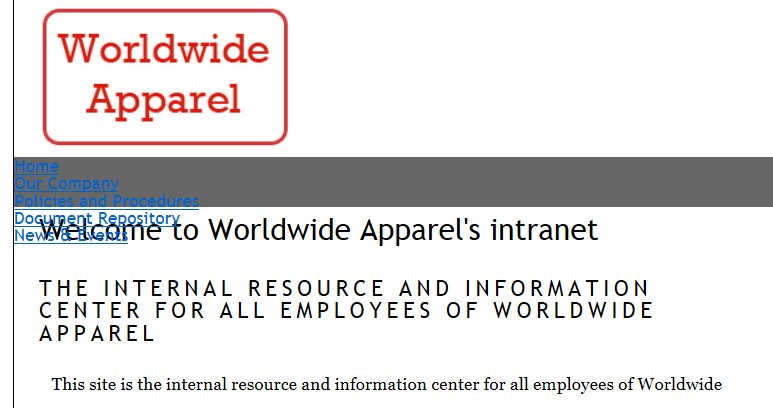 Worldwide
Apparel
Home
Our Company
Policies and Procedures
Document Repository
News & Events
Welcome to Worldwide Apparel's intranet
THE INTERNAL RESOURCE AND INFORMATION
CENTER FOR ALL EMPLOYEES OF WORLDWIDE
APPAREL
This site is the internal resource and information center for all employees of Worldwide